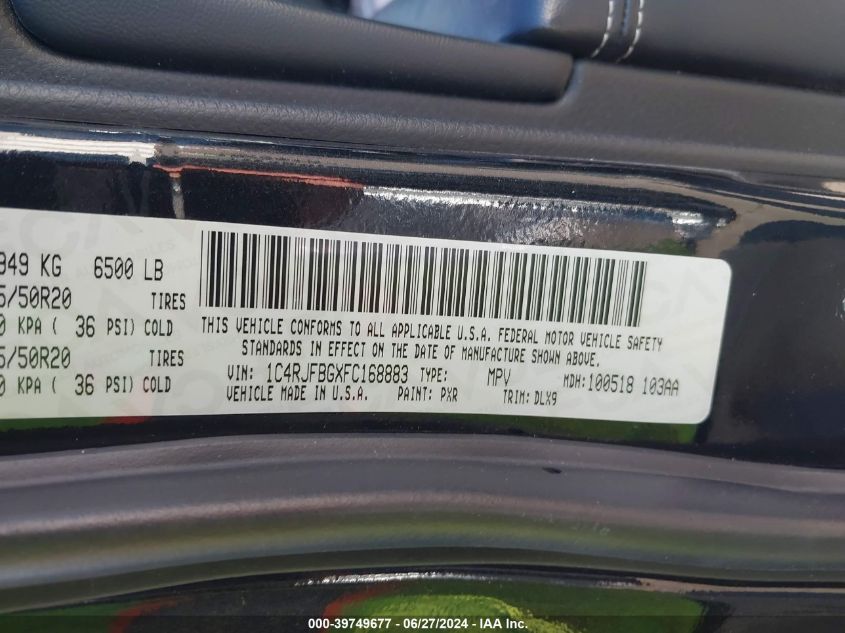 949 KG 6500 LB
5/50R20 TIRES
0 KPA ( 36 PSI) COLD
5/50R20 TIRES
0 KPA ( 36 PSI) COLD
THIS VEHICLE CONFORMS TO ALL APPLICABLE U.S.A. FEDERAL MOTOR VEHICLE SAFETY
STANDARDS IN EFFECT ON THE DATE OF MANUFACTURE SHOWN ABOVE.
VIN: 1C4RJFBGXFC168883 TYPE: MPV MDH: 100518 103AA
VEHICLE MADE IN U.S.A. PAINT: PXR TRIM: DLX9
000-39749677 - 06/27/2024 - IAA Inc.